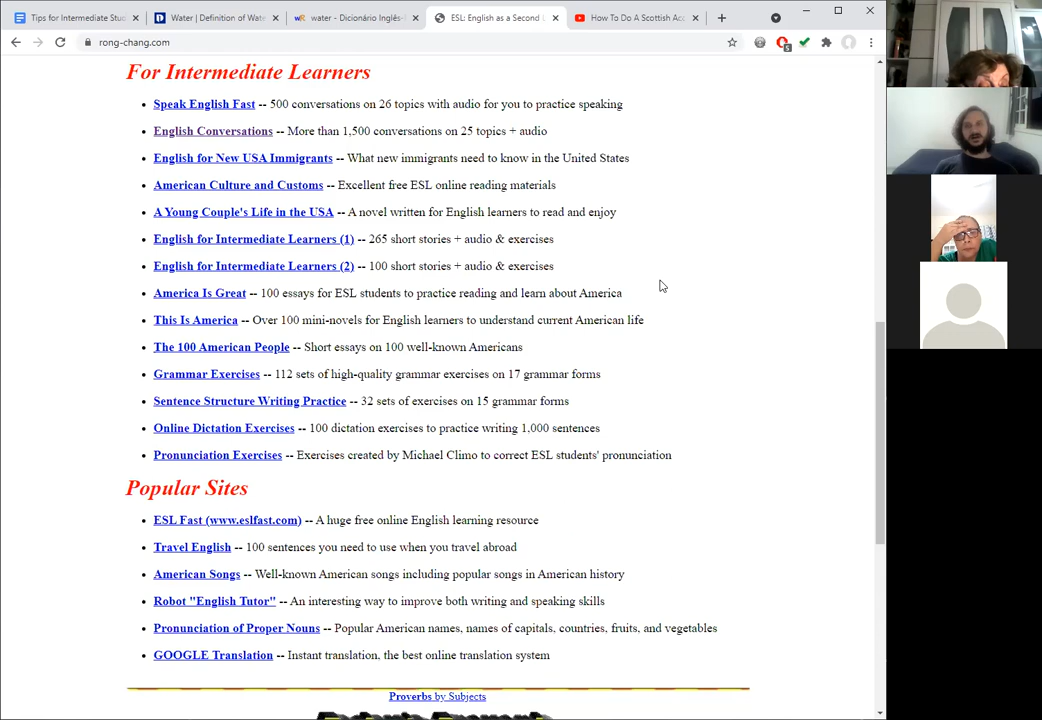 Tips for Intermediate Stud
Water | Definition of Wate
water - Dicionário Inglês-
ESL: English as a Second L
How To Do A Scottish Acc
rong-chang.com
5
For Intermediate Learners
Speak English Fast -- 500 conversations on 26 topics with audio for you to practice speaking
English Conversations -- More than 1,500 conversations on 25 topics + audio
English for New USA Immigrants -- What new immigrants need to know in the United States
American Culture and Customs -- Excellent free ESL online reading materials
A Young Couple's Life in the USA -- A novel written for English learners to read and enjoy
English for Intermediate Learners (1) -- 265 short stories + audio & exercises
English for Intermediate Learners (2) -- 100 short stories + audio & exercises
America Is Great -- 100 essays for ESL students to practice reading and learn about America
This Is America -- Over 100 mini-novels for English learners to understand current American life
The 100 American People -- Short essays on 100 well-known Americans
Grammar Exercises -- 112 sets of high-quality grammar exercises on 17 grammar forms
Sentence Structure Writing Practice -- 32 sets of exercises on 15 grammar forms
Online Dictation Exercises -- 100 dictation exercises to practice writing 1,000 sentences
Pronunciation Exercises -- Exercises created by Michael Climo to correct ESL students' pronunciation
Popular Sites
ESL Fast (www.eslfast.com) -- A huge free online English learning resource
Travel English -- 100 sentences you need to use when you travel abroad
American Songs -- Well-known American songs including popular songs in American history
Robot "English Tutor" -- An interesting way to improve both writing and speaking skills
Pronunciation of Proper Nouns -- Popular American names, names of capitals, countries, fruits, and vegetables
GOOGLE Translation -- Instant translation, the best online translation system
Proverbs by Subjects